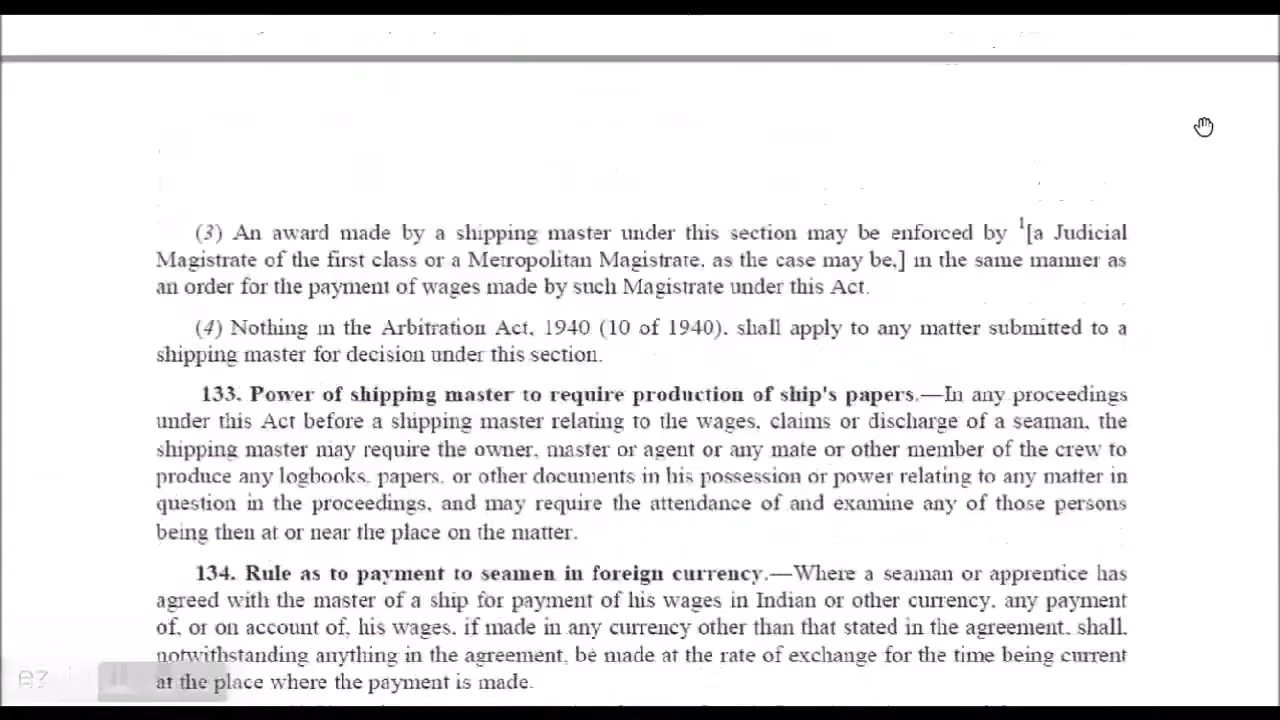 (3) An award made by a shipping master under this section may be enforced by 1[a Judicial
Magistrate of the first class or a Metropolitan Magistrate, as the case may be,] in the same manner as
an order for the payment of wages made by such Magistrate under this Act.
(4) Nothing in the Arbitration Act, 1940 (10 of 1940), shall apply to any matter submitted to a
shipping master for decision under this section.
133. Power of shipping master to require production of ship's papers.—In any proceedings
under this Act before a shipping master relating to the wages, claims or discharge of a seaman, the
shipping master may require the owner, master or agent or any mate or other member of the crew to
produce any logbooks, papers, or other documents in his possession or power relating to any matter in
question in the proceedings, and may require the attendance of and examine any of those persons
being then at or near the place on the matter.
134. Rule as to payment to seamen in foreign currency.—Where a seaman or apprentice has
agreed with the master of a ship for payment of his wages in Indian or other currency, any payment
of, or on account of, his wages, if made in any currency other than that stated in the agreement, shall,
notwithstanding anything in the agreement, be made at the rate of exchange for the time being current
at the place where the payment is made.